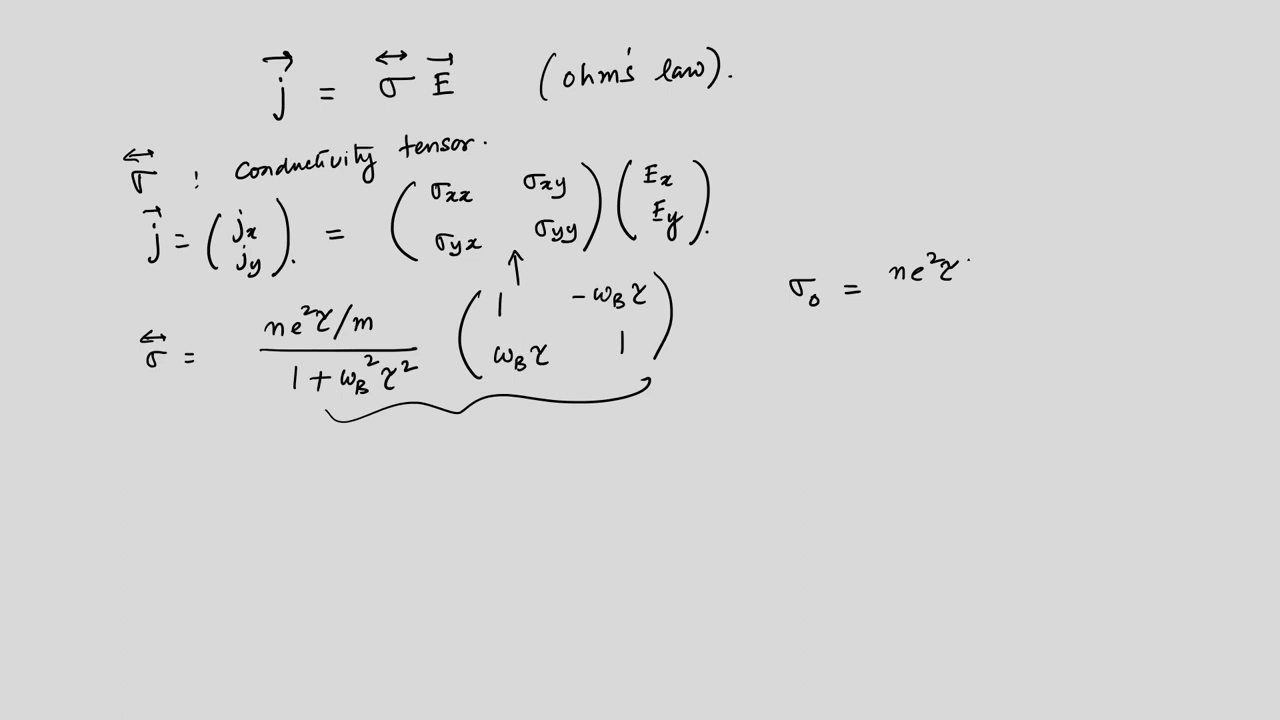 j⃗ = σ⃡ E⃗ (ohm's law).
σ⃡ : Conductivity tensor.
j⃗ = ( jx jy ). = ( σxx σxy σyx σyy ) ( Ex Ey ).
↑
σ⃡ = ne²τ/m / 1 + ωB²τ² ( 1 -ωBτ ωBτ 1 )
σ₀ = ne²τ